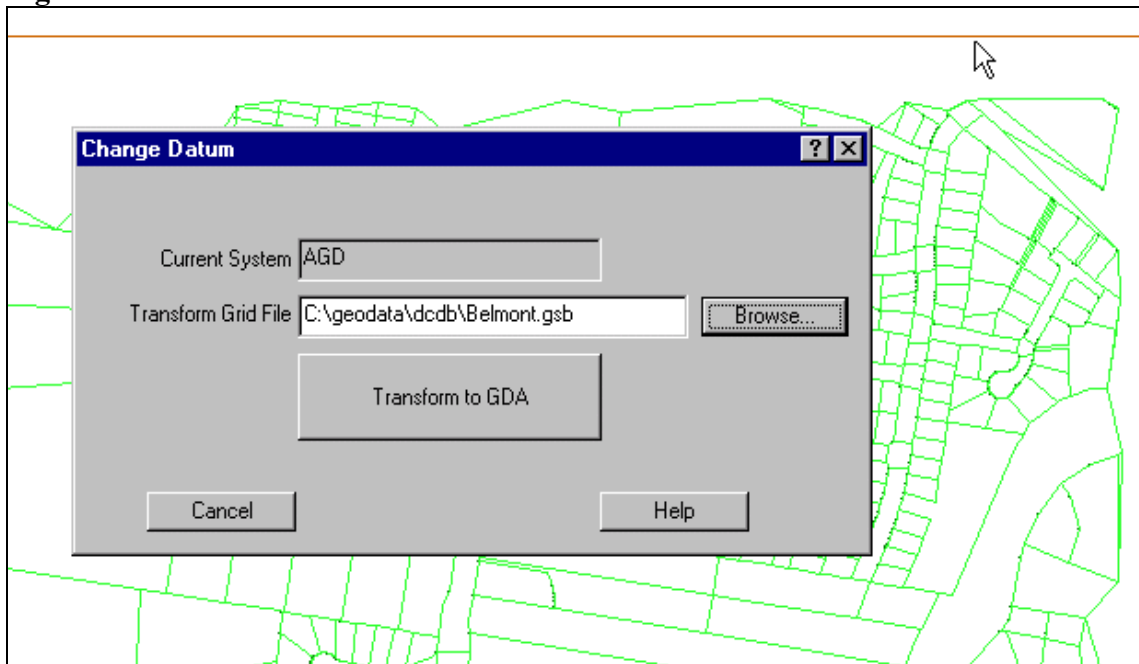 Change Datum
Current System AGD
Transform Grid File C:\geodata\dcdb\Belmont.gsb Browse...
Transform to GDA
Cancel Help